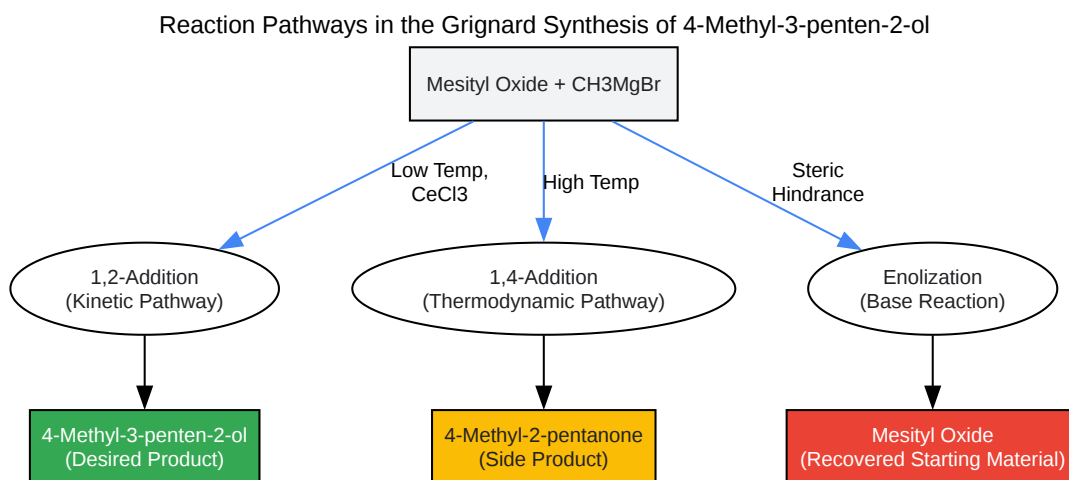 Reaction Pathways in the Grignard Synthesis of 4-Methyl-3-penten-2-ol
Mesityl Oxide + CH3MgBr
Low Temp,
CeCl3
High Temp
Steric
Hindrance
1,2-Addition
(Kinetic Pathway)
1,4-Addition
(Thermodynamic Pathway)
Enolization
(Base Reaction)
4-Methyl-3-penten-2-ol
(Desired Product)
4-Methyl-2-pentanone
(Side Product)
Mesityl Oxide
(Recovered Starting Material)